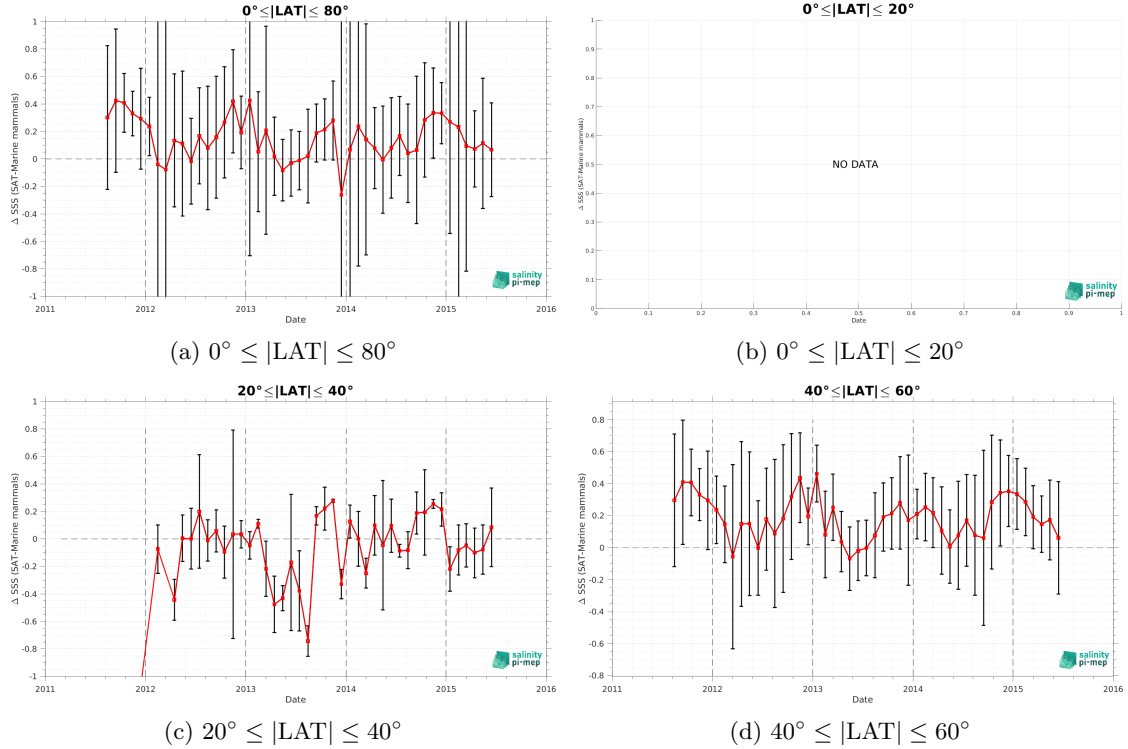 0°≤|LAT|≤ 80°
Δ SSS (SAT-Marine mammals)
1
0.8
0.6
0.4
0.2
0
-0.2
-0.4
-0.6
-0.8
-1
2011
2012
2013
2014
2015
2016
Date
salinity
pi-mep
(a) 0° ≤ |LAT| ≤ 80°
0°≤|LAT|≤ 20°
Δ SSS (SAT-Marine mammals)
1
0.9
0.8
0.7
0.6
0.5
0.4
0.3
0.2
0.1
0
NO DATA
0
0.1
0.2
0.3
0.4
0.5
0.6
0.7
0.8
0.9
1
Date
salinity
pi-mep
(b) 0° ≤ |LAT| ≤ 20°
20°≤|LAT|≤ 40°
Δ SSS (SAT-Marine mammals)
1
0.8
0.6
0.4
0.2
0
-0.2
-0.4
-0.6
-0.8
-1
2011
2012
2013
2014
2015
2016
Date
salinity
pi-mep
(c) 20° ≤ |LAT| ≤ 40°
40°≤|LAT|≤ 60°
Δ SSS (SAT-Marine mammals)
0.8
0.6
0.4
0.2
0
0.2
0.4
0.6
0.8
2011
2012
2013
2014
2015
2016
Date
salinity
pi-mep
(d) 40° ≤ |LAT| ≤ 60°